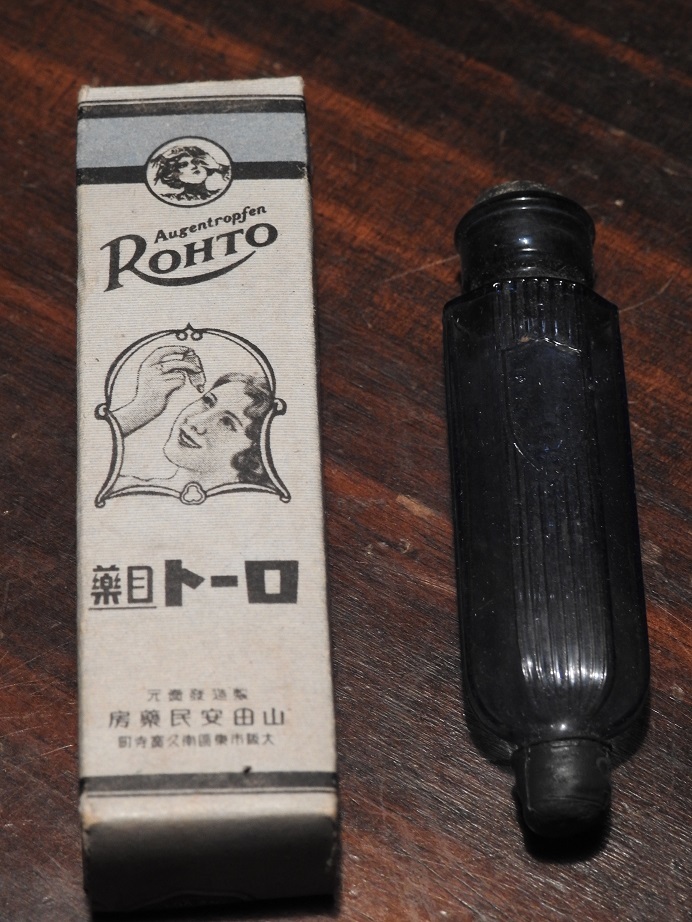 Augentropfen
ROHTO
ロート目藥
製造發賣元
山田安民藥房
大阪市東區南久寶寺町